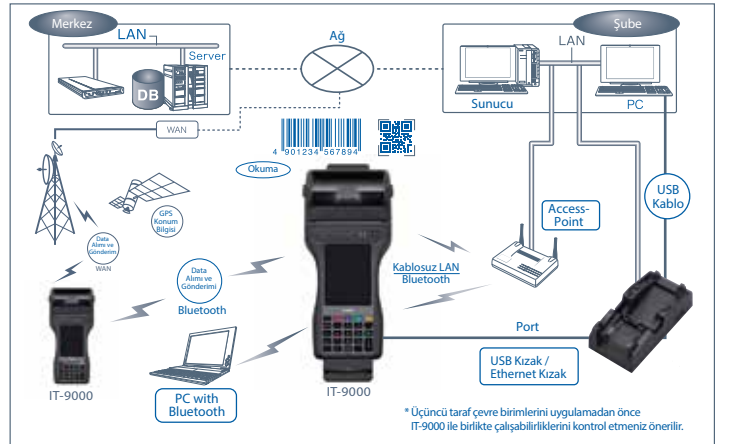 Merkez
LAN
Server
DB
Ağ
Şube
LAN
Sunucu
PC
WAN
4 901234 567894
Okuma
GPS
Konum
Bilgisi
USB
Kablo
Access-
Point
Data
Alımı ve
Gönderim
WAN
Data
Alımı ve
Gönderimi
Bluetooth
Kablosuz LAN
Bluetooth
Port
USB Kızak /
Ethernet Kızak
IT-9000
PC with
Bluetooth
IT-9000
* Üçüncü taraf çevre birimlerini uygulamadan önce
IT-9000 ile birlikte çalışabilirliklerini kontrol etmeniz önerilir.